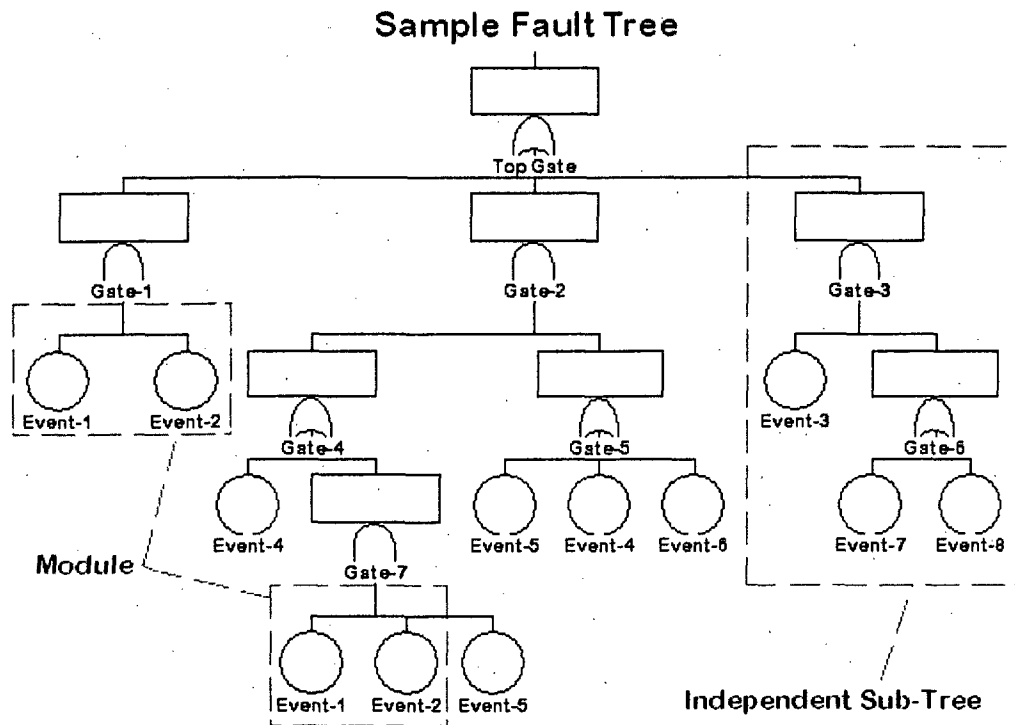 Sample Fault Tree
Top Gate
Gate-1
Gate-2
Gate-3
Event-1
Event-2
Gate-4
Gate-5
Event-3
Gate-6
Event-4
Event-5
Event-4
Event-6
Event-7
Event-8
Module
Gate-7
Event-1
Event-2
Event-5
Independent Sub-Tree